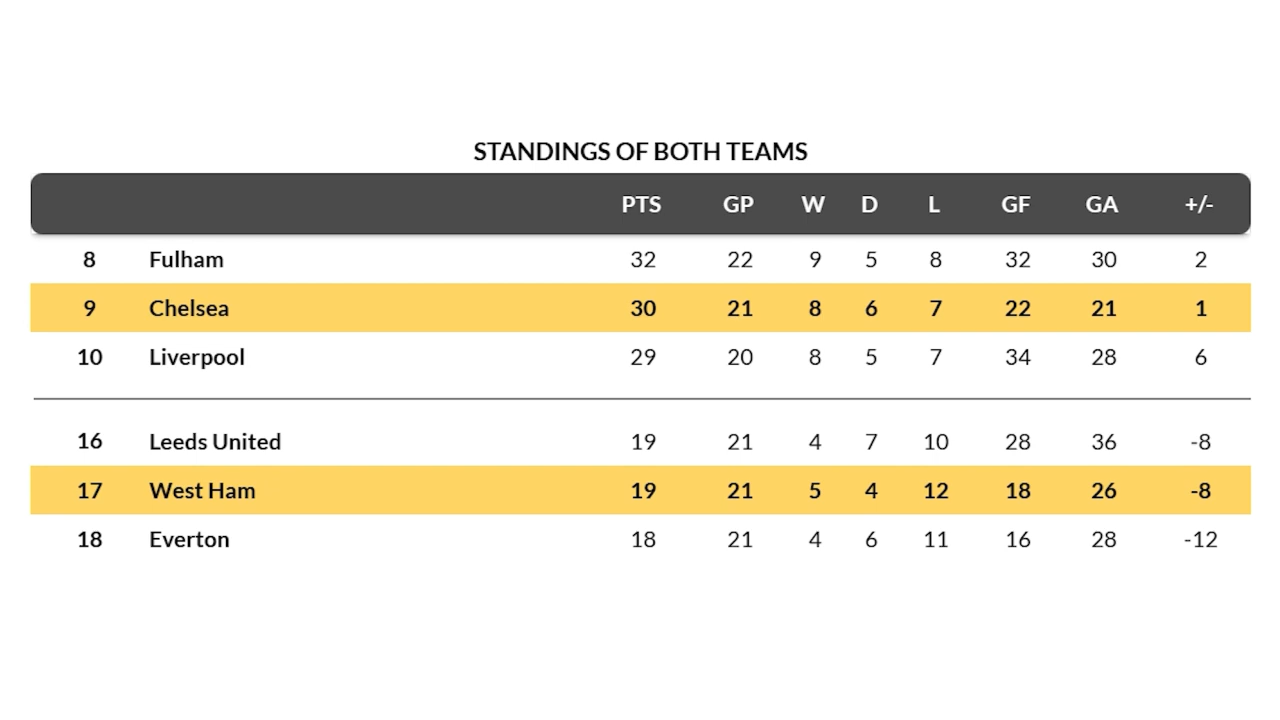 STANDINGS OF BOTH TEAMS
PTS GP W D L GF GA +/-
8 Fulham 32 22 9 5 8 32 30 2
9 Chelsea 30 21 8 6 7 22 21 1
10 Liverpool 29 20 8 5 7 34 28 6
16 Leeds United 19 21 4 7 10 28 36 -8
17 West Ham 19 21 5 4 12 18 26 -8
18 Everton 18 21 4 6 11 16 28 -12